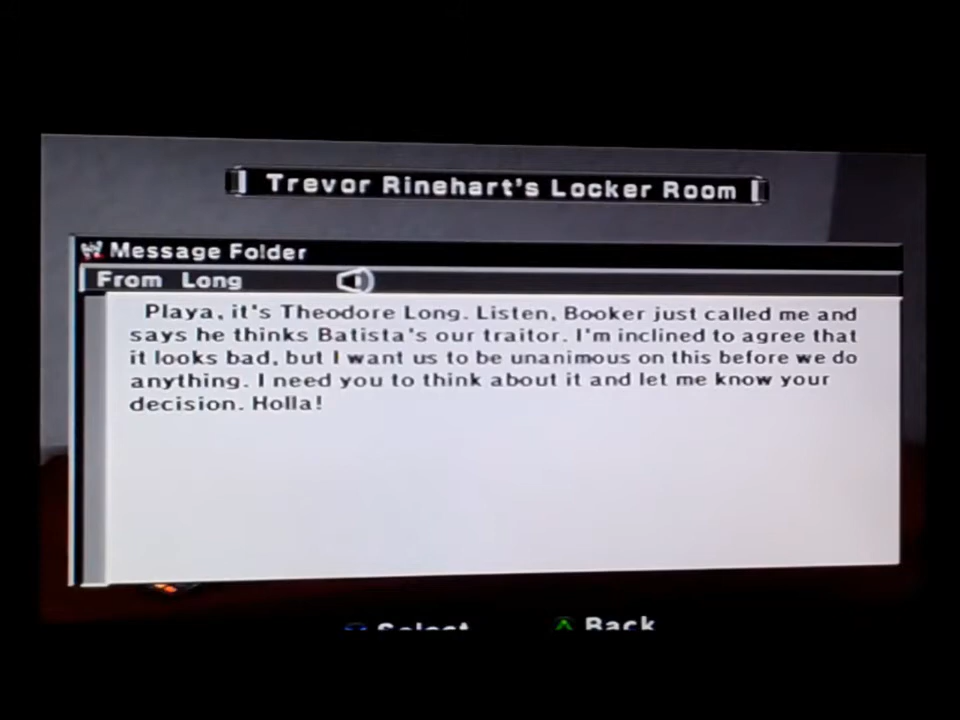 Trevor Rinehart's Locker Room
Message Folder
From Long
Playa, it's Theodore Long. Listen, Booker just called me and
says he thinks Batista's our traitor. I'm inclined to agree that
it looks bad, but I want us to be unanimous on this before we do
anything. I need you to think about it and let me know your
decision. Holla!
Select
Back